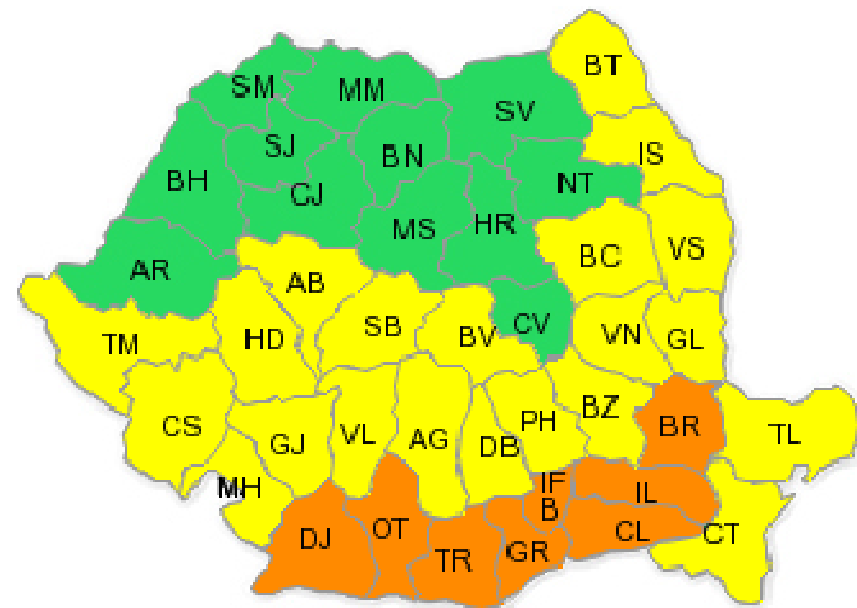 BT
SM
MM
SV
SJ
BN
IS
BH
CJ
NT
MS
HR
AR
AB
BC
VS
TM
HD
SB
BV
CV
VN
GL
CS
GJ
VL
AG
DB
PH
BZ
BR
TL
MH
IF
B
IL
DJ
OT
TR
GR
CL
CT